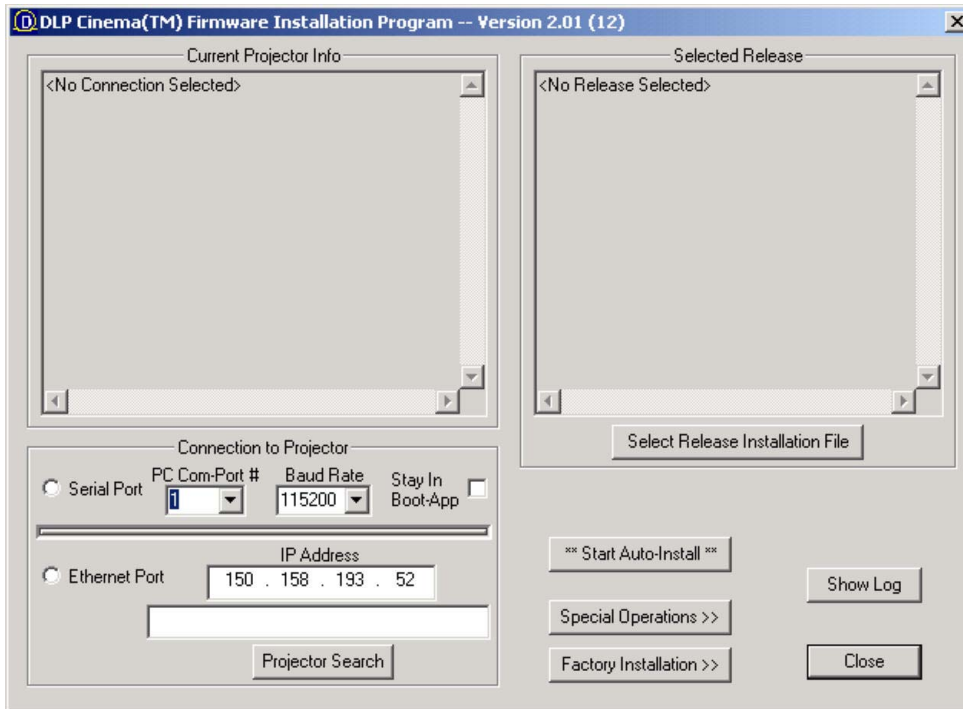 DLP Cinema(TM) Firmware Installation Program -- Version 2.01 (12)
Current Projector Info
<No Connection Selected>
Selected Release
<No Release Selected>
Select Release Installation File
Connection to Projector
Serial Port
PC Com-Port #
1
Baud Rate
115200
Stay In
Boot-App
IP Address
Ethernet Port
150 . 158 . 193 . 52
Projector Search
** Start Auto-Install **
Special Operations >>
Factory Installation >>
Show Log
Close